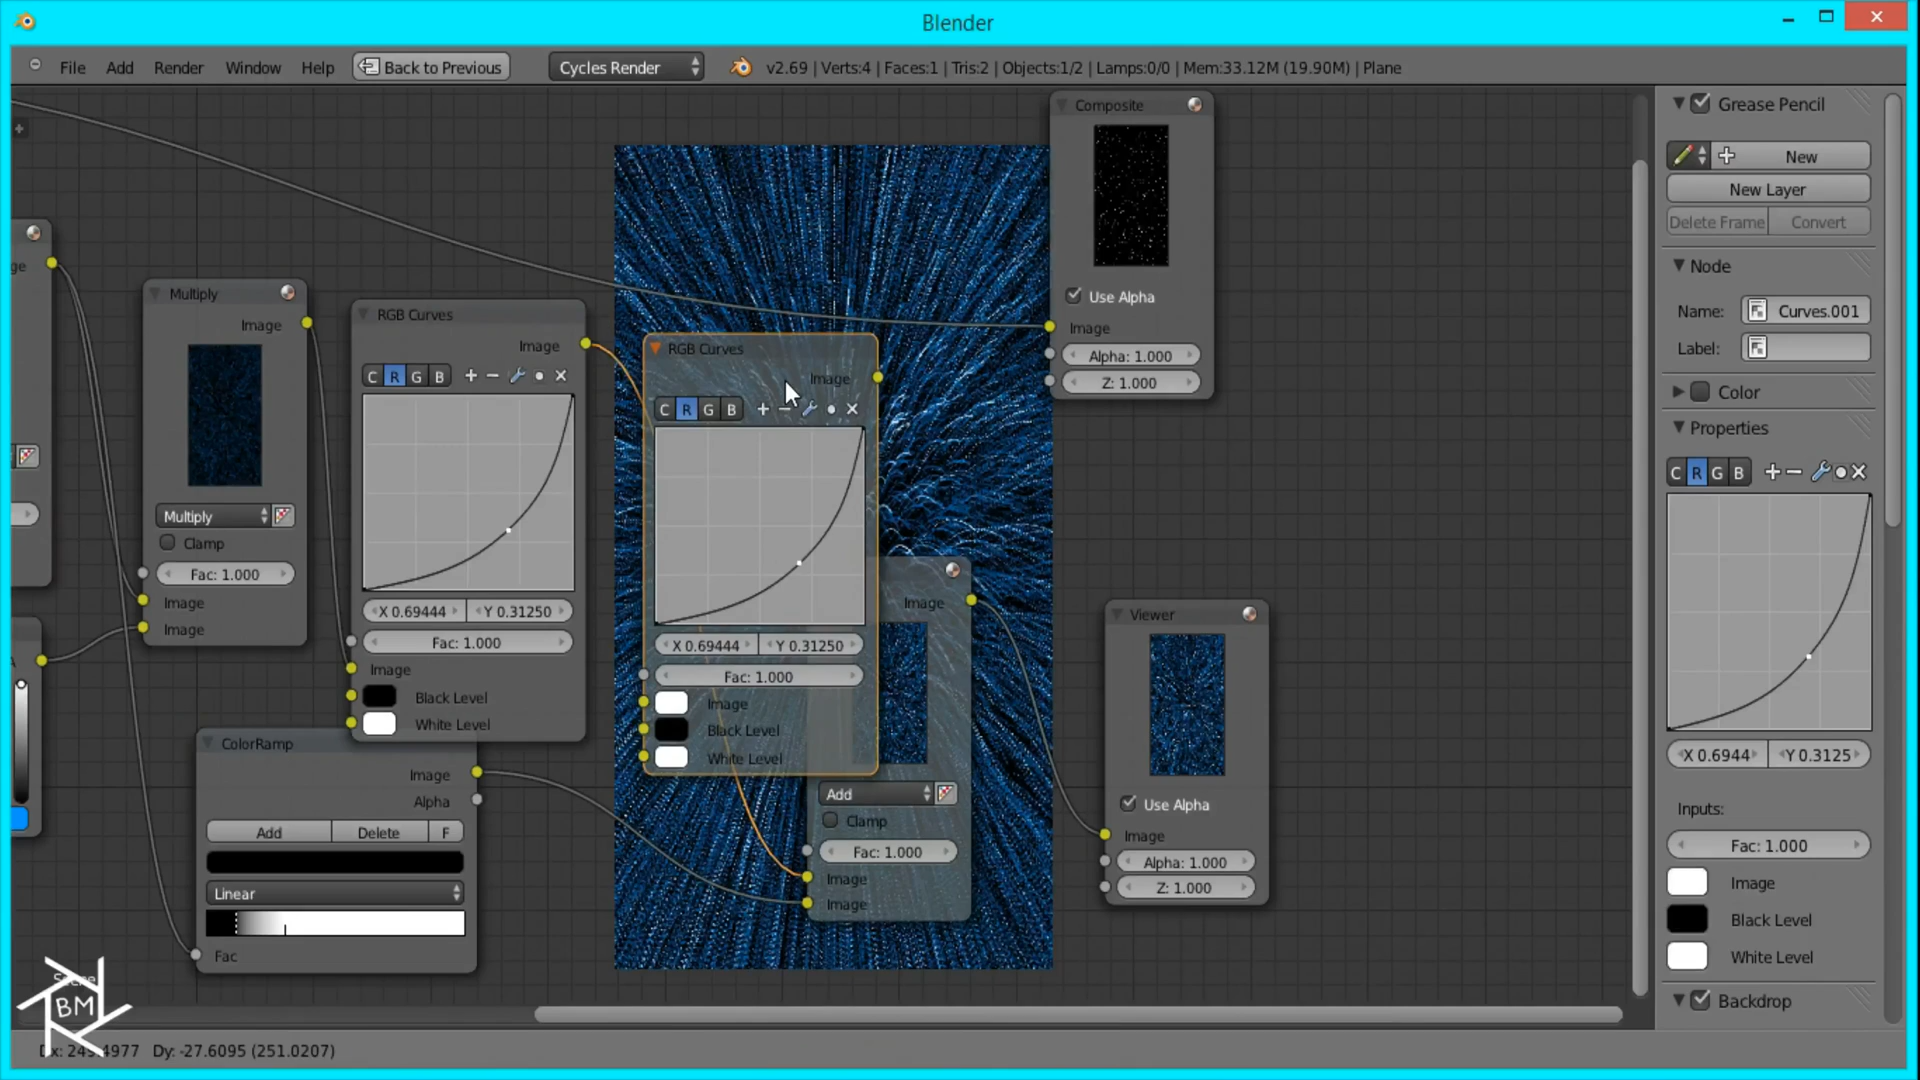 Blender
File Add Render Window Help Back to Previous Cycles Render v2.69 | Verts:4 | Faces:1 | Tris:2 | Objects:1/2 | Lamps:0/0 | Mem:33.12M (19.90M) | Plane
Composite
Use Alpha
Image
Alpha: 1.000
Z: 1.000
ge
Multiply
Image
Multiply
Clamp
Fac: 1.000
Image
Image
RGB Curves
Image
C R G B
X 0.69444 Y 0.31250
Fac: 1.000
Image
Black Level
White Level
RGB Curves
Image
C R G B
X 0.69444 Y 0.31250
Fac: 1.000
Image
Black Level
White Level
Image
Add
Clamp
Fac: 1.000
Image
Image
ColorRamp
Image
Alpha
Add Delete F
Linear
Fac
Viewer
Use Alpha
Image
Alpha: 1.000
Z: 1.000
Grease Pencil
New
New Layer
Delete Frame Convert
Node
Name: Curves.001
Label:
Color
Properties
C R G B
X 0.6944 Y 0.3125
Inputs:
Fac: 1.000
Image
Black Level
White Level
Backdrop
BM
Dy: -27.6095 (251.0207)